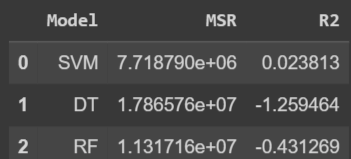 Model MSR R2
0 SVM 7.718790e+06 0.023813
1 DT 1.786576e+07 -1.259464
2 RF 1.131716e+07 -0.431269